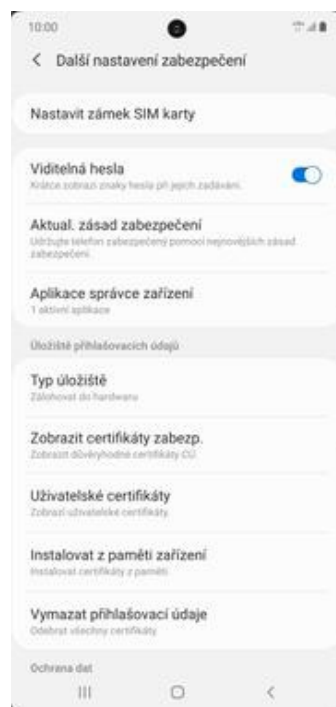 10:00
Další nastavení zabezpečení
Nastavit zámek SIM karty
Viditelná hesla
Krátce zobrazí znaky hesla při jejich zadávání.
Aktual. zásad zabezpečení
Udržujte telefon zabezpečený pomocí nejnovějších zásad
zabezpečení.
Aplikace správce zařízení
1 aktivní aplikace
Úložiště přihlašovacích údajů
Typ úložiště
Zálohovat do hardwaru
Zobrazit certifikáty zabezp.
Zobrazit důvěryhodné certifikáty CÚ.
Uživatelské certifikáty
Zobrazí uživatelské certifikáty.
Instalovat z paměti zařízení
Instalovat certifikáty z paměti.
Vymazat přihlašovací údaje
Odebrat všechny certifikáty.
Ochrana dat